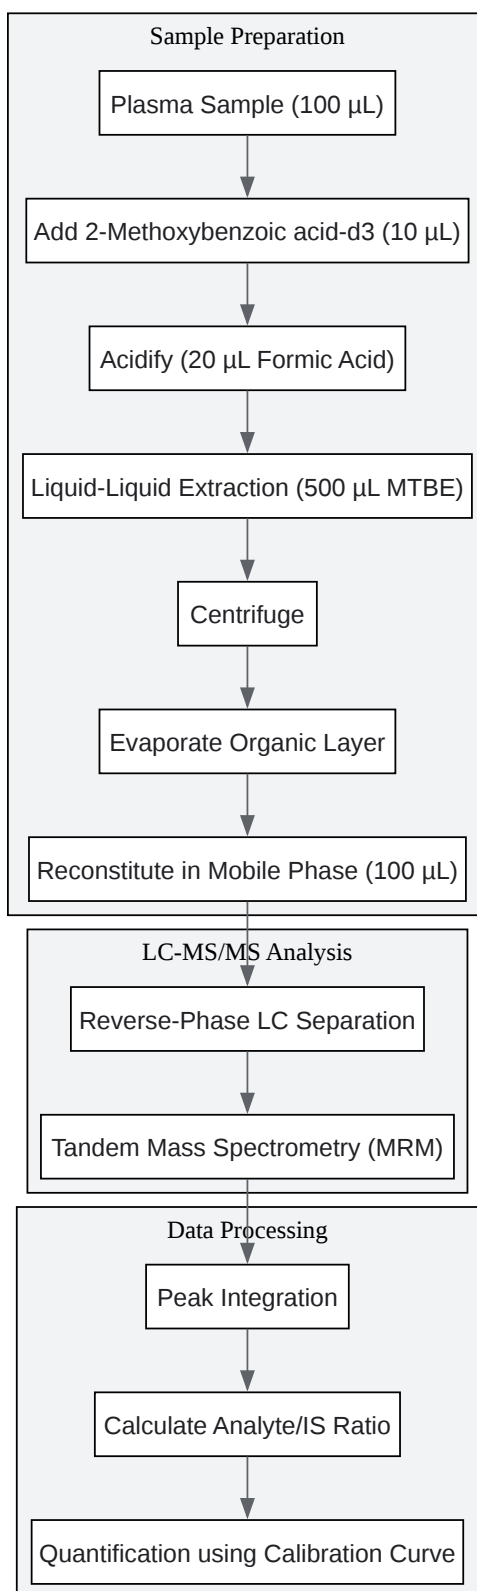 Sample Preparation
Plasma Sample (100 µL)
Add 2-Methoxybenzoic acid-d3 (10 µL)
Acidify (20 µL Formic Acid)
Liquid-Liquid Extraction (500 µL MTBE)
Centrifuge
Evaporate Organic Layer
Reconstitute in Mobile Phase (100 µL)
LC-MS/MS Analysis
Reverse-Phase LC Separation
Tandem Mass Spectrometry (MRM)
Data Processing
Peak Integration
Calculate Analyte/IS Ratio
Quantification using Calibration Curve